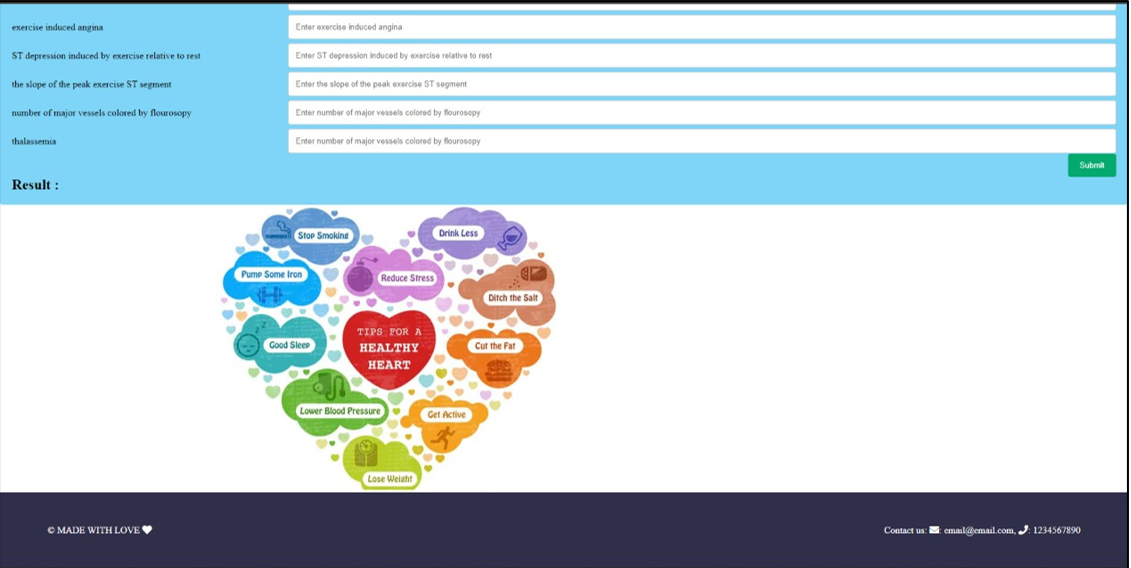 exercise induced angina
Enter exercise induced angina
ST depression induced by exercise relative to rest
Enter ST depression induced by exercise relative to rest
the slope of the peak exercise ST segment
Enter the slope of the peak exercise ST segment
number of major vessels colored by flourosopy
Enter number of major vessels colored by flourosopy
thalassemia
Enter number of major vessels colored by flourosopy
Submit
Result :
Stop Smoking
Drink Less
Pump Some Iron
Reduce Stress
Ditch the Salt
Good Sleep
TIPS FOR A
HEALTHY
HEART
Cut the Fat
Lower Blood Pressure
Get Active
Lose Weight
© MADE WITH LOVE
Contact us: : email@email.com, : 1234567890